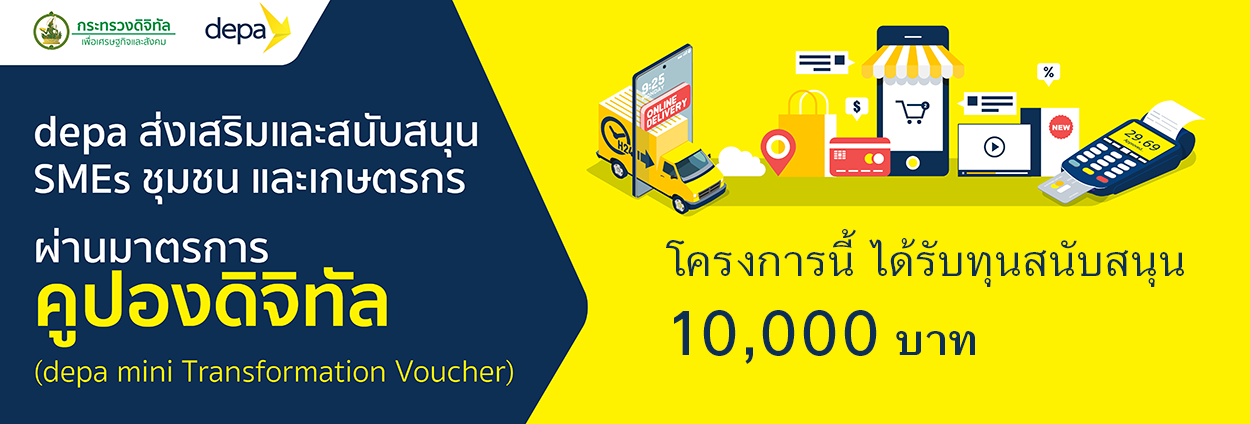 กระทรวงดิจิทัล
เพื่อเศรษฐกิจและสังคม
depa
depa ส่งเสริมและสนับสนุน
SMEs ชุมชน และเกษตรกร
ผ่านมาตรการ
คูปองดิจิทัล
(depa mini Transformation Voucher)
9:25
ONLINE
DELIVERY
H24
$
%
NEW
29.69
โครงการนี้ ได้รับทุนสนับสนุน
10,000 บาท